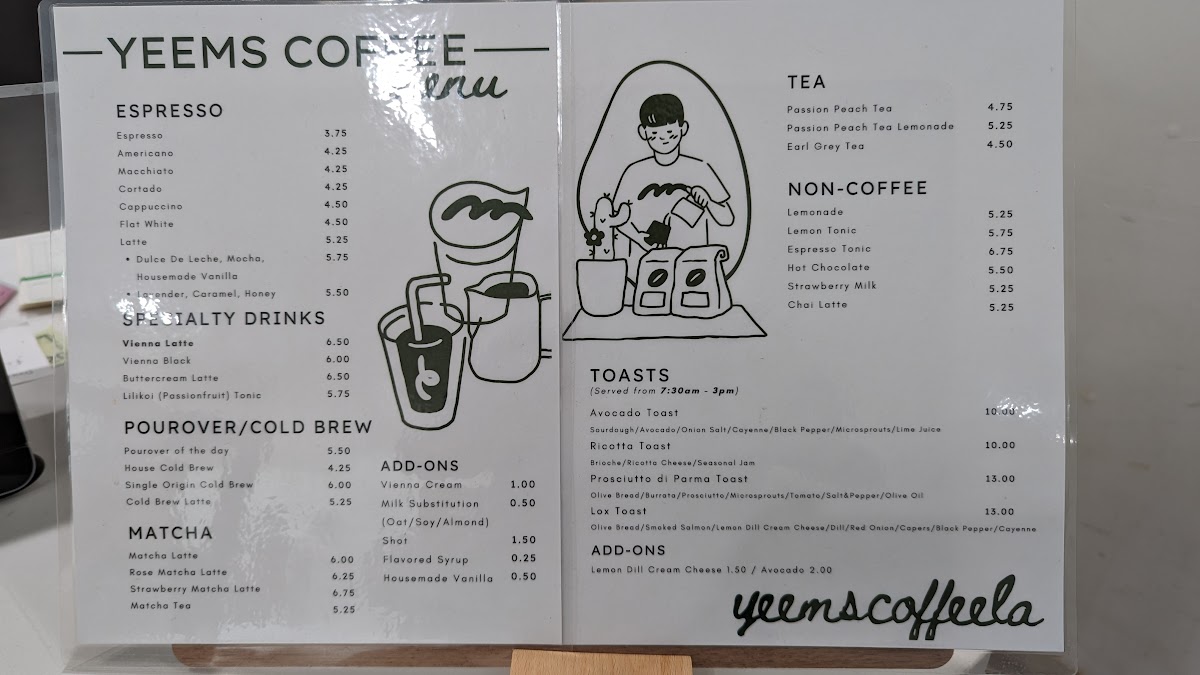 YEEMS COFFEE
enu
ESPRESSO
Espresso 3.75
Americano 4.25
Macchiato 4.25
Cortado 4.25
Cappuccino 4.50
Flat White 4.50
Latte 5.25
• Dulce De Leche, Mocha, 5.75
Housemade Vanilla
• Lavender, Caramel, Honey 5.50
SPECIALTY DRINKS
Vienna Latte 6.50
Vienna Black 6.00
Buttercream Latte 6.50
Lilikoi (Passionfruit) Tonic 5.75
POUROVER/COLD BREW
Pourover of the day 5.50
House Cold Brew 4.25
Single Origin Cold Brew 6.00
Cold Brew Latte 5.25
MATCHA
Matcha Latte 6.00
Rose Matcha Latte 6.25
Strawberry Matcha Latte 6.75
Matcha Tea 5.25
ADD-ONS
Vienna Cream 1.00
Milk Substitution 0.50
(Oat/Soy/Almond)
Shot 1.50
Flavored Syrup 0.25
Housemade Vanilla 0.50
TEA
Passion Peach Tea 4.75
Passion Peach Tea Lemonade 5.25
Earl Grey Tea 4.50
NON-COFFEE
Lemonade 5.25
Lemon Tonic 5.75
Espresso Tonic 6.75
Hot Chocolate 5.50
Strawberry Milk 5.25
Chai Latte 5.25
TOASTS
(Served from 7:30am - 3pm)
Avocado Toast 10.00
Sourdough/Avocado/Onion Salt/Cayenne/Black Pepper/Microsprouts/Lime Juice
Ricotta Toast 10.00
Brioche/Ricotta Cheese/Seasonal Jam
Prosciutto di Parma Toast 13.00
Olive Bread/Burrata/Prosciutto/Microsprouts/Tomato/Salt&Pepper/Olive Oil
Lox Toast 13.00
Olive Bread/Smoked Salmon/Lemon Dill Cream Cheese/Dill/Red Onion/Capers/Black Pepper/Cayenne
ADD-ONS
Lemon Dill Cream Cheese 1.50 / Avocado 2.00
yeemscoffeela